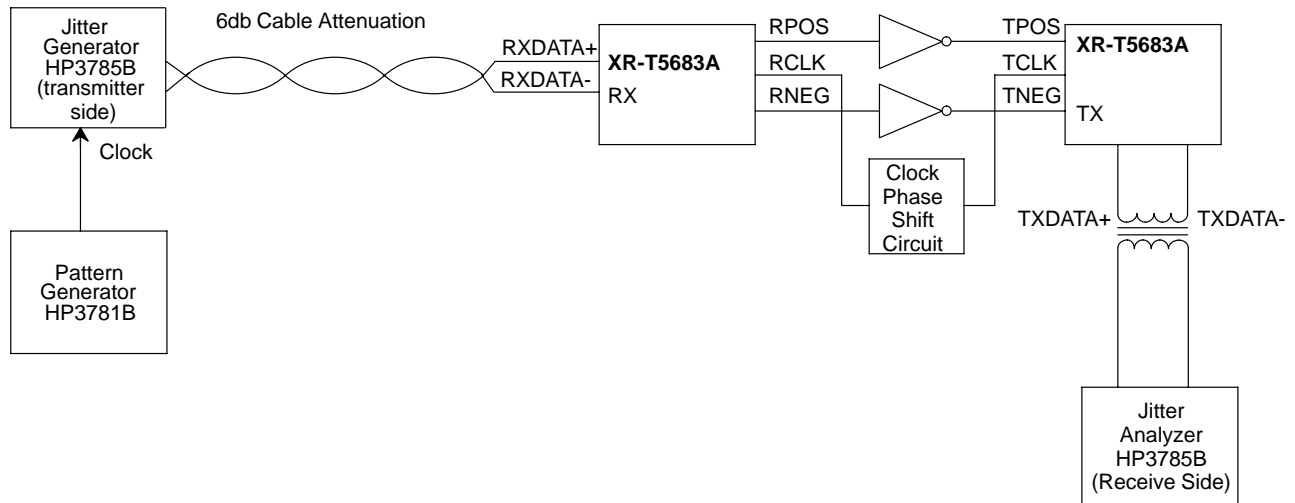 Jitter
Generator
HP3785B
(transmitter
side)
6db Cable Attenuation
Clock
Pattern
Generator
HP3781B
RXDATA+
RXDATA-
XR-T5683A
RX
RPOS
RCLK
RNEG
Clock
Phase
Shift
Circuit
TPOS
TCLK
TNEG
XR-T5683A
TX
TXDATA+
TXDATA-
Jitter
Analyzer
HP3785B
(Receive Side)